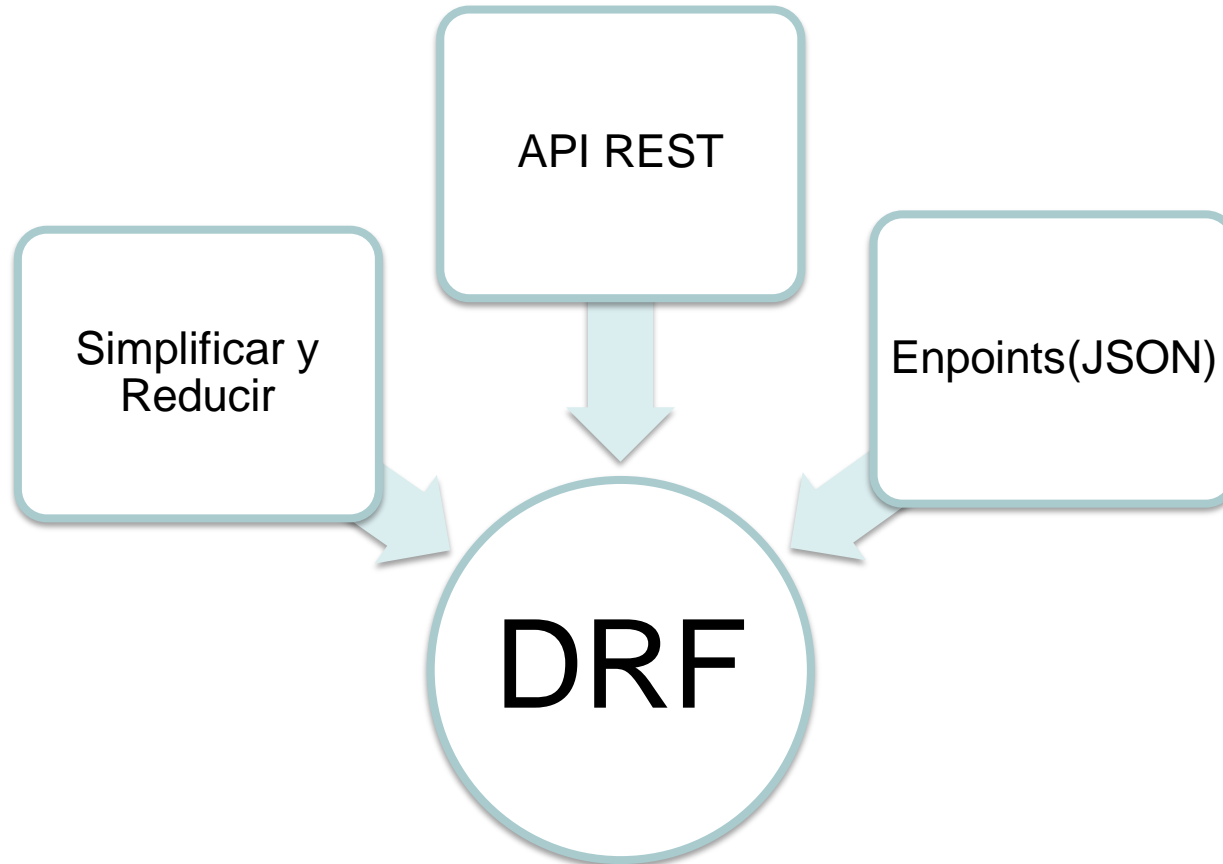 API REST
Simplificar y
Reducir
Enpoints(JSON)
DRF